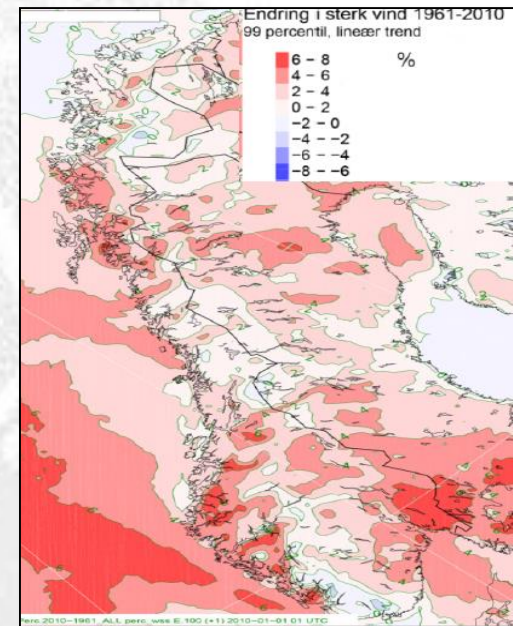 Endring i sterk vind 1961-2010
99 percentil, lineær trend
%
6 - 8
4 - 6
2 - 4
0 - 2
-2 - 0
-4 - -2
-6 - -4
-8 - -6